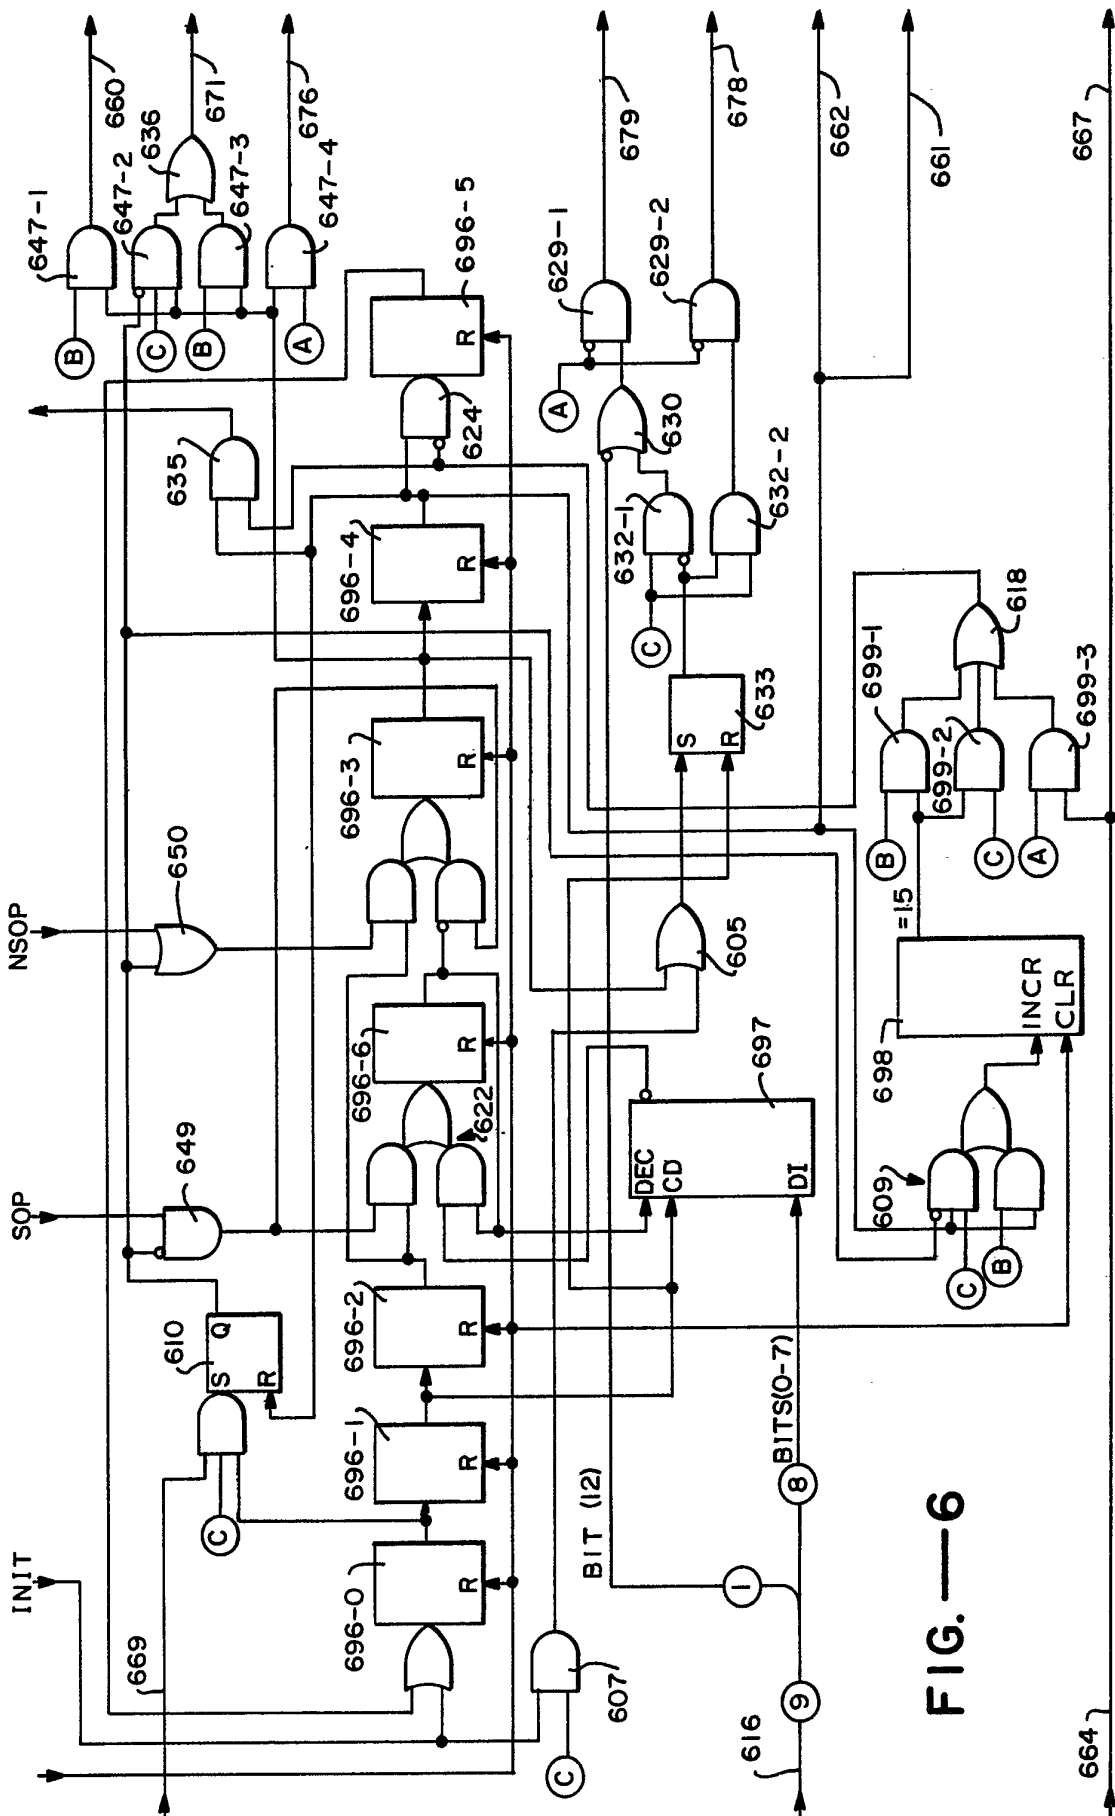 INIT
SOP
NSOP
669
C
610
S
Q
R
649
650
635
647-1
647-2
636
647-3
647-4
B
C
B
A
660
671
676
696-0
R
696-1
R
696-2
R
622
696-6
R
696-3
R
696-4
R
624
696-5
R
607
C
BIT (12)
605
S
R
633
C
632-1
632-2
630
A
629-1
629-2
679
678
616
9
1
8
BITS(0-7)
DEC
CD
DI
697
662
661
609
C
B
698
INCR
CLR
=15
B
C
A
699-1
699-2
699-3
618
664
667
FIG. — 6